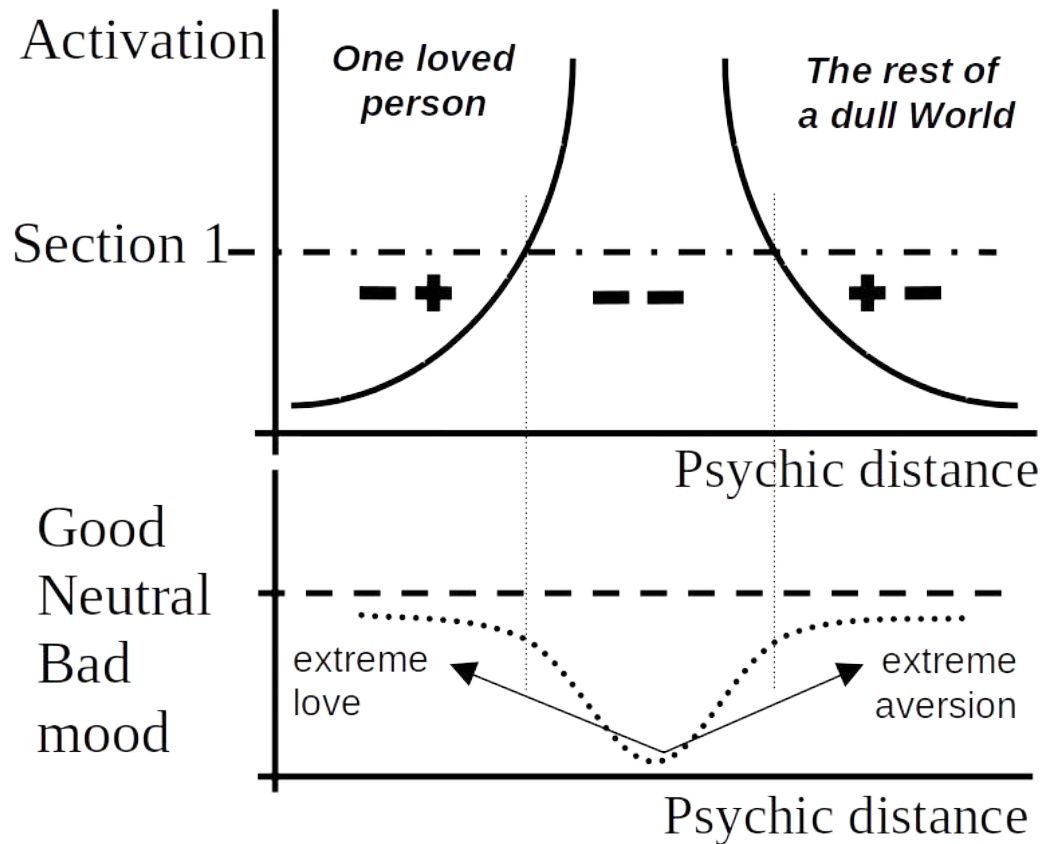 Activation
One loved
person
The rest of
a dull World
Section 1
− +
− −
+ −
Psychic distance
Good
Neutral
Bad
mood
extreme
love
extreme
aversion
Psychic distance